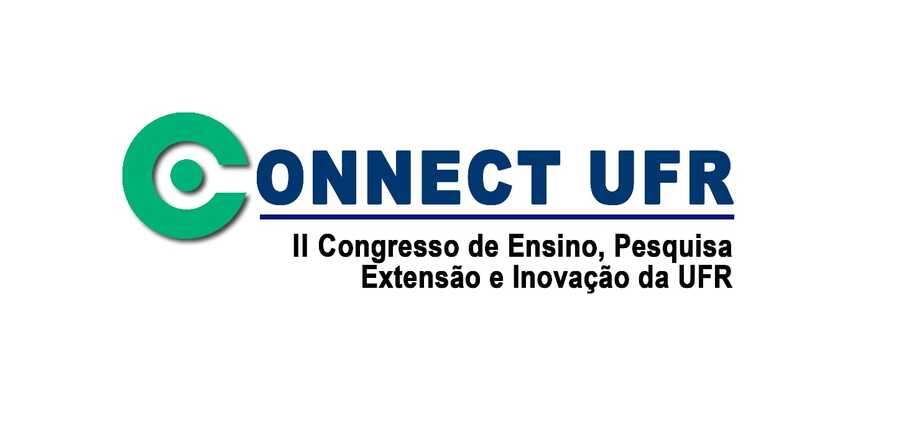 CONNECT UFR
II Congresso de Ensino, Pesquisa
Extensão e Inovação da UFR